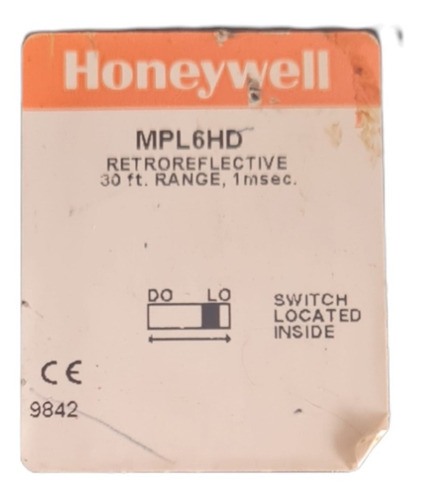 Honeywell
MPL6HD
RETROREFLECTIVE
30 ft. RANGE, 1msec.
DO LO
SWITCH
LOCATED
INSIDE
CE
9842